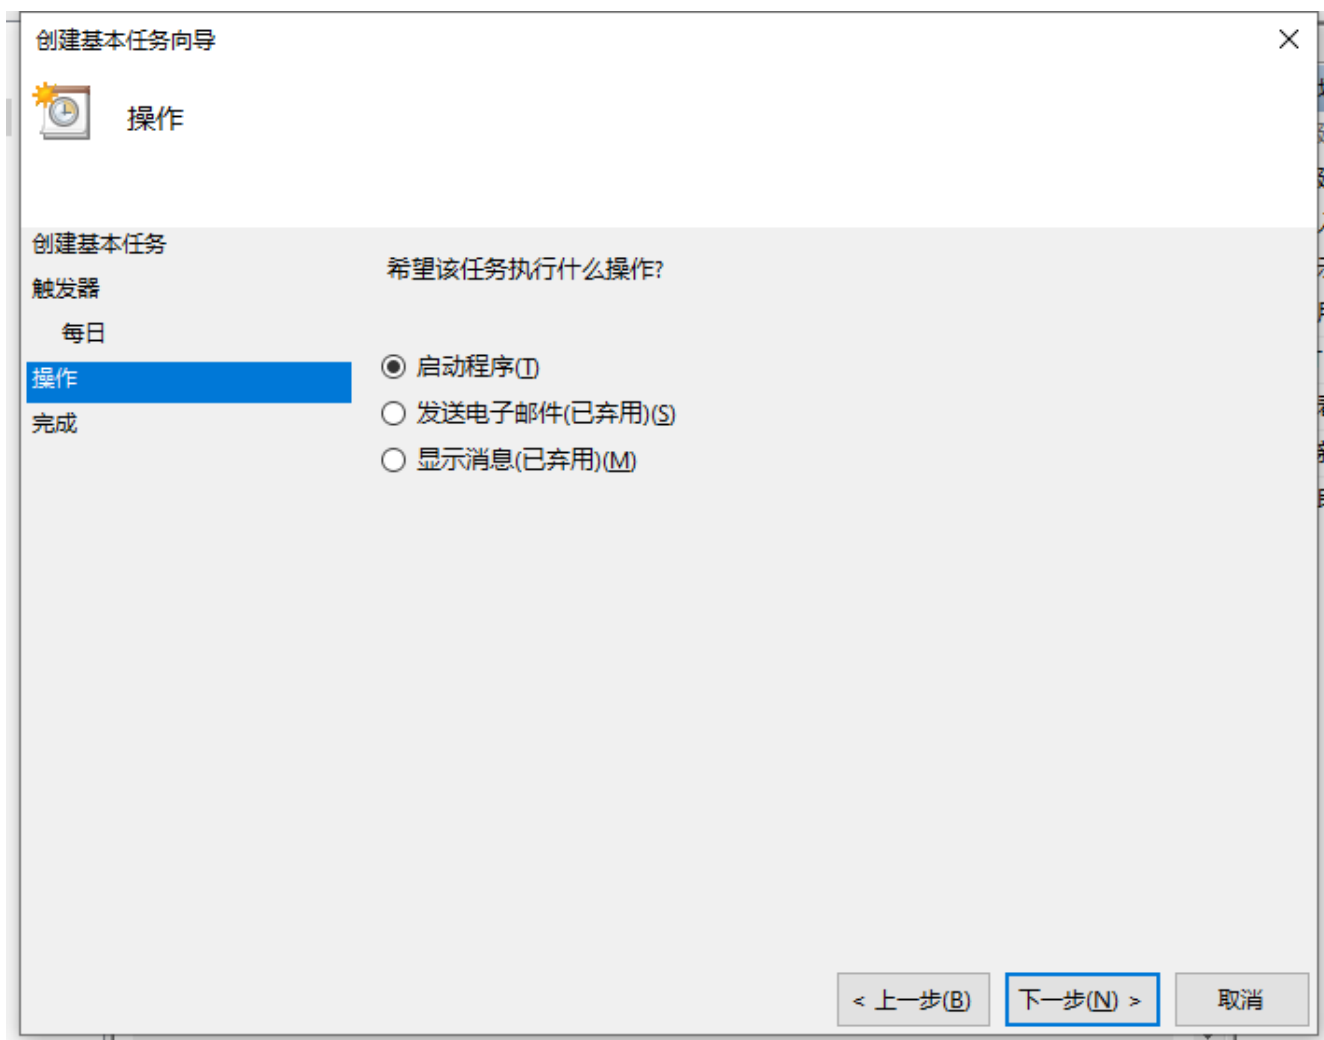 创建基本任务向导
操作
创建基本任务
触发器
每日
操作
完成
希望该任务执行什么操作?
启动程序(T)
发送电子邮件(已弃用)(S)
显示消息(已弃用)(M)
< 上一步(B)
下一步(N) >
取消